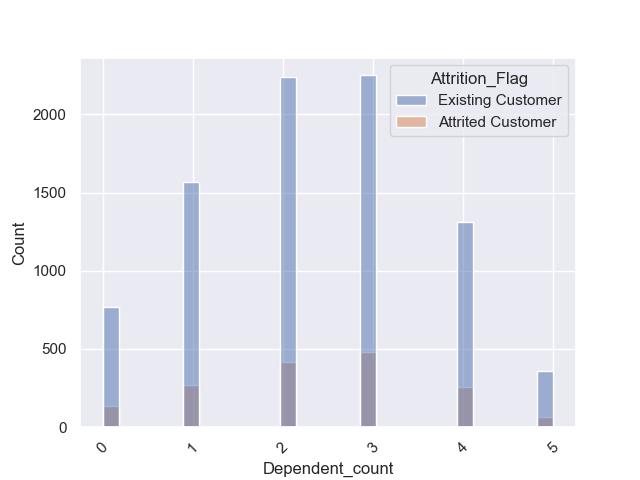 Attrition_Flag
Existing Customer
Attrited Customer
Count
2000
1500
1000
500
0
0 1 2 3 4 5
Dependent_count